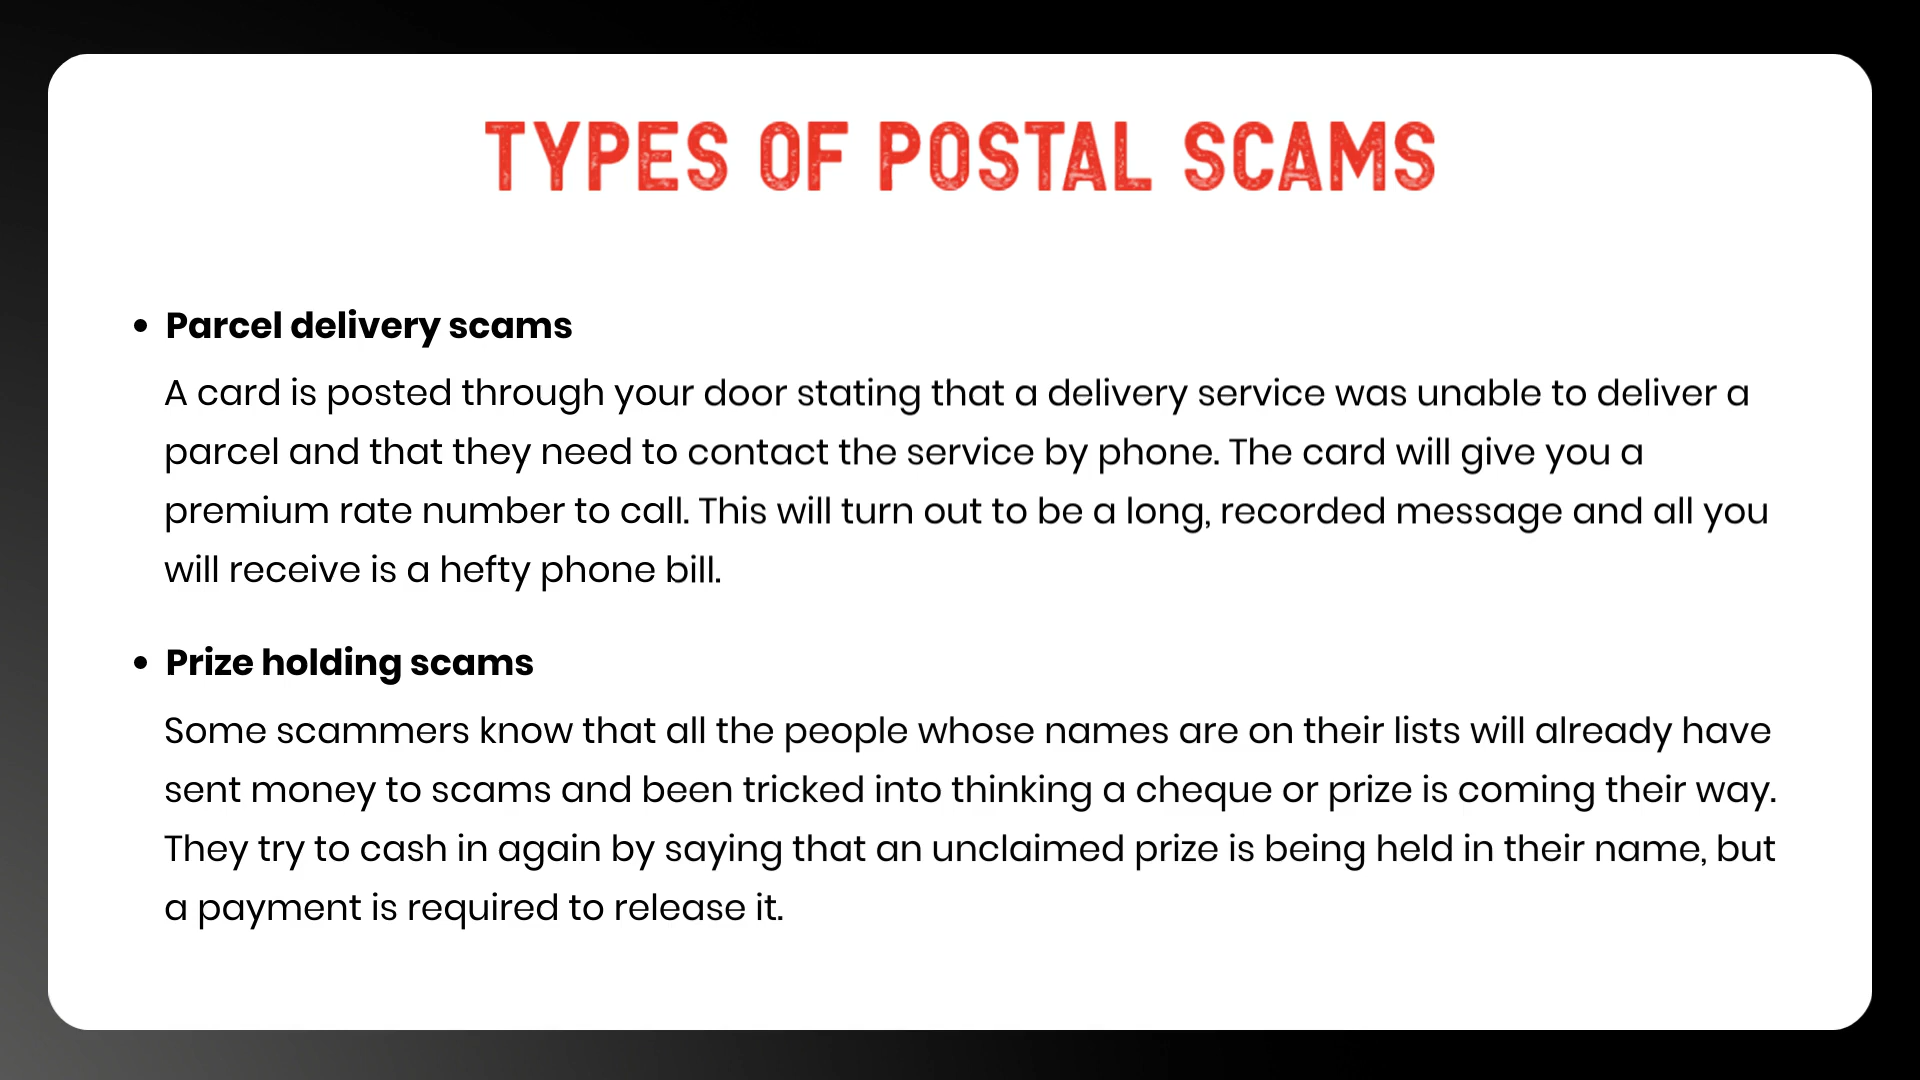 TYPES OF POSTAL SCAMS
• Parcel delivery scams
A card is posted through your door stating that a delivery service was unable to deliver a
parcel and that they need to contact the service by phone. The card will give you a
premium rate number to call. This will turn out to be a long, recorded message and all you
will receive is a hefty phone bill.
• Prize holding scams
Some scammers know that all the people whose names are on their lists will already have
sent money to scams and been tricked into thinking a cheque or prize is coming their way.
They try to cash in again by saying that an unclaimed prize is being held in their name, but
a payment is required to release it.